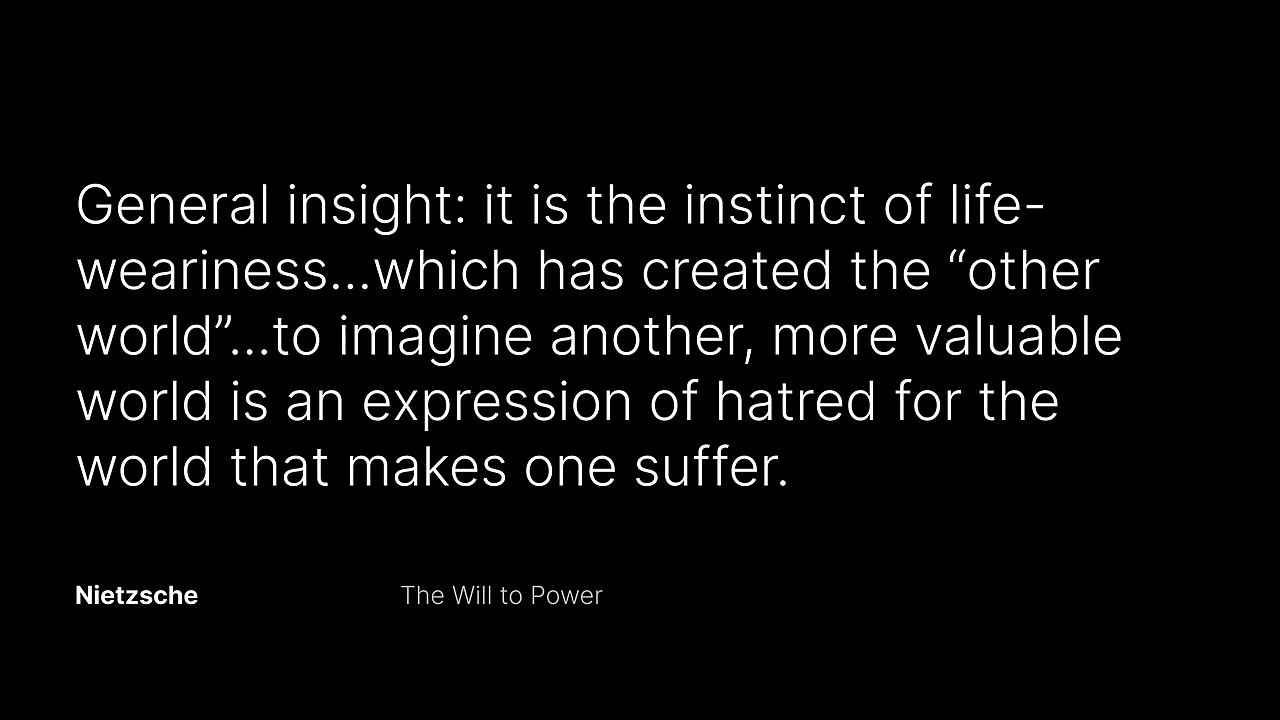 General insight: it is the instinct of life-
weariness...which has created the “other
world”...to imagine another, more valuable
world is an expression of hatred for the
world that makes one suffer.
Nietzsche The Will to Power